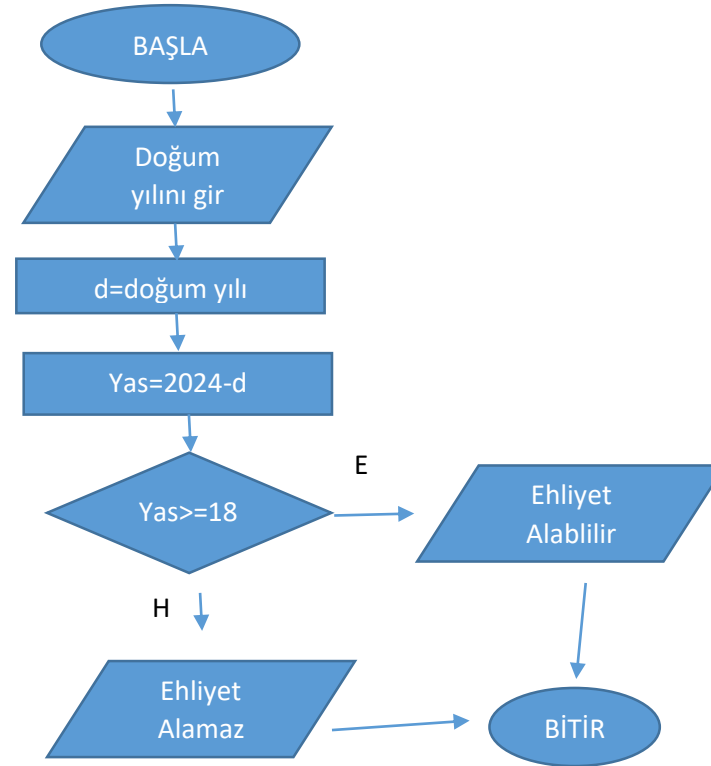 BAŞLA
Doğum
yılını gir
d=doğum yılı
Yas=2024-d
E
Yas>=18
Ehliyet
Alablilir
H
Ehliyet
Alamaz
BİTİR